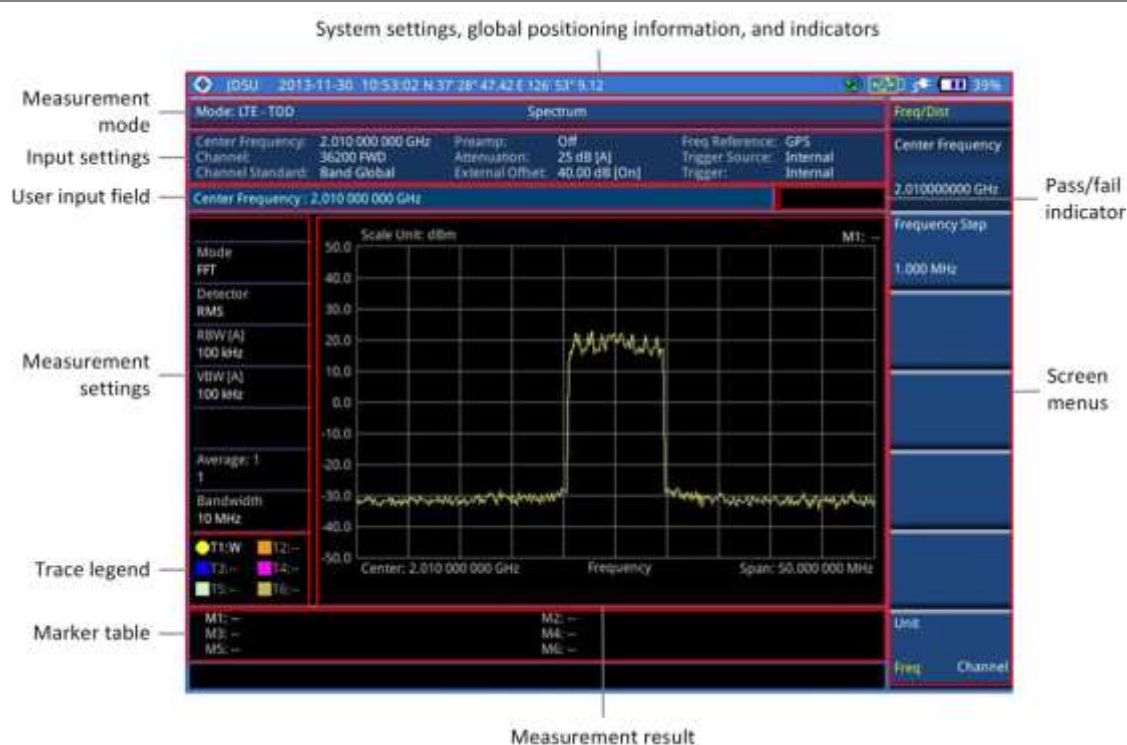 System settings, global positioning information, and indicators
JDSU 2013-11-30 10:53:02 N 37° 28" 47.42 E 126° 53" 9.12 39%
Measurement mode
Mode: LTE - TDD Spectrum
Freq/Dist
Input settings
Center Frequency: 2.010 000 000 GHz Preamp: Off Freq Reference: GPS
Channel: 36200 FWD Attenuation: 25 dB [A] Trigger Source: Internal
Channel Standard: Band Global External Offset: 40.00 dB [On] Trigger: Internal
Center Frequency
2.010000000 GHz
User input field
Center Frequency : 2.010 000 000 GHz
Pass/fail indicator
Frequency Step
1.000 MHz
Scale Unit: dBm M1: --
Measurement settings
Mode
FFT
Detector
RMS
RBW [A]
100 kHz
VBW [A]
100 kHz
Average: 1
1
Bandwidth
10 MHz
50.0
40.0
30.0
20.0
10.0
0.0
-10.0
-20.0
-30.0
-40.0
-50.0
Center: 2.010 000 000 GHz Frequency Span: 50.000 000 MHz
Screen menus
Trace legend
T1:W T2:--
T3:-- T4:--
T5:-- T6:--
Marker table
M1: -- M2: --
M3: -- M4: --
M5: -- M6: --
Unit
Freq Channel
Measurement result